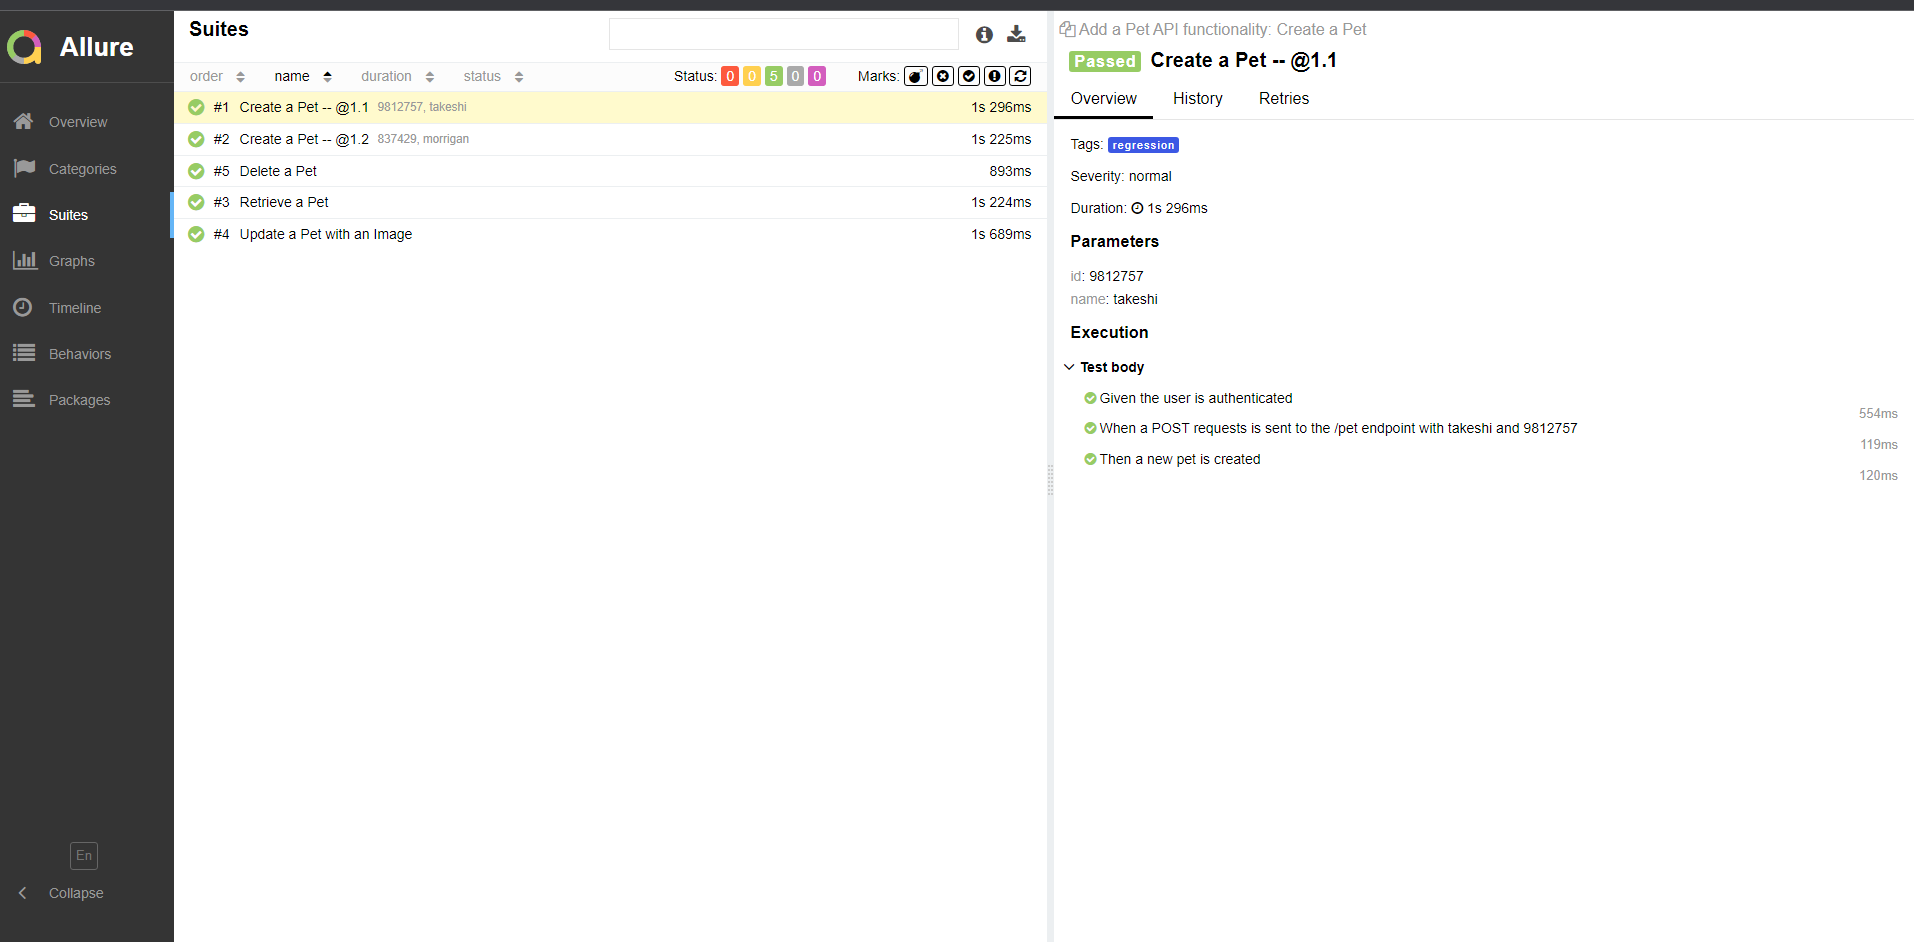 Allure
Overview
Categories
Suites
Graphs
Timeline
Behaviors
Packages
En
Collapse
Suites
order name duration status Status: 0 0 5 0 0 Marks:
#1 Create a Pet -- @1.1 9812757, takeshi 1s 296ms
#2 Create a Pet -- @1.2 837429, morrigan 1s 225ms
#5 Delete a Pet 893ms
#3 Retrieve a Pet 1s 224ms
#4 Update a Pet with an Image 1s 689ms
Add a Pet API functionality: Create a Pet
Passed Create a Pet -- @1.1
Overview History Retries
Tags: regression
Severity: normal
Duration: 1s 296ms
Parameters
id: 9812757
name: takeshi
Execution
Test body
Given the user is authenticated
554ms
When a POST requests is sent to the /pet endpoint with takeshi and 9812757
119ms
Then a new pet is created
120ms